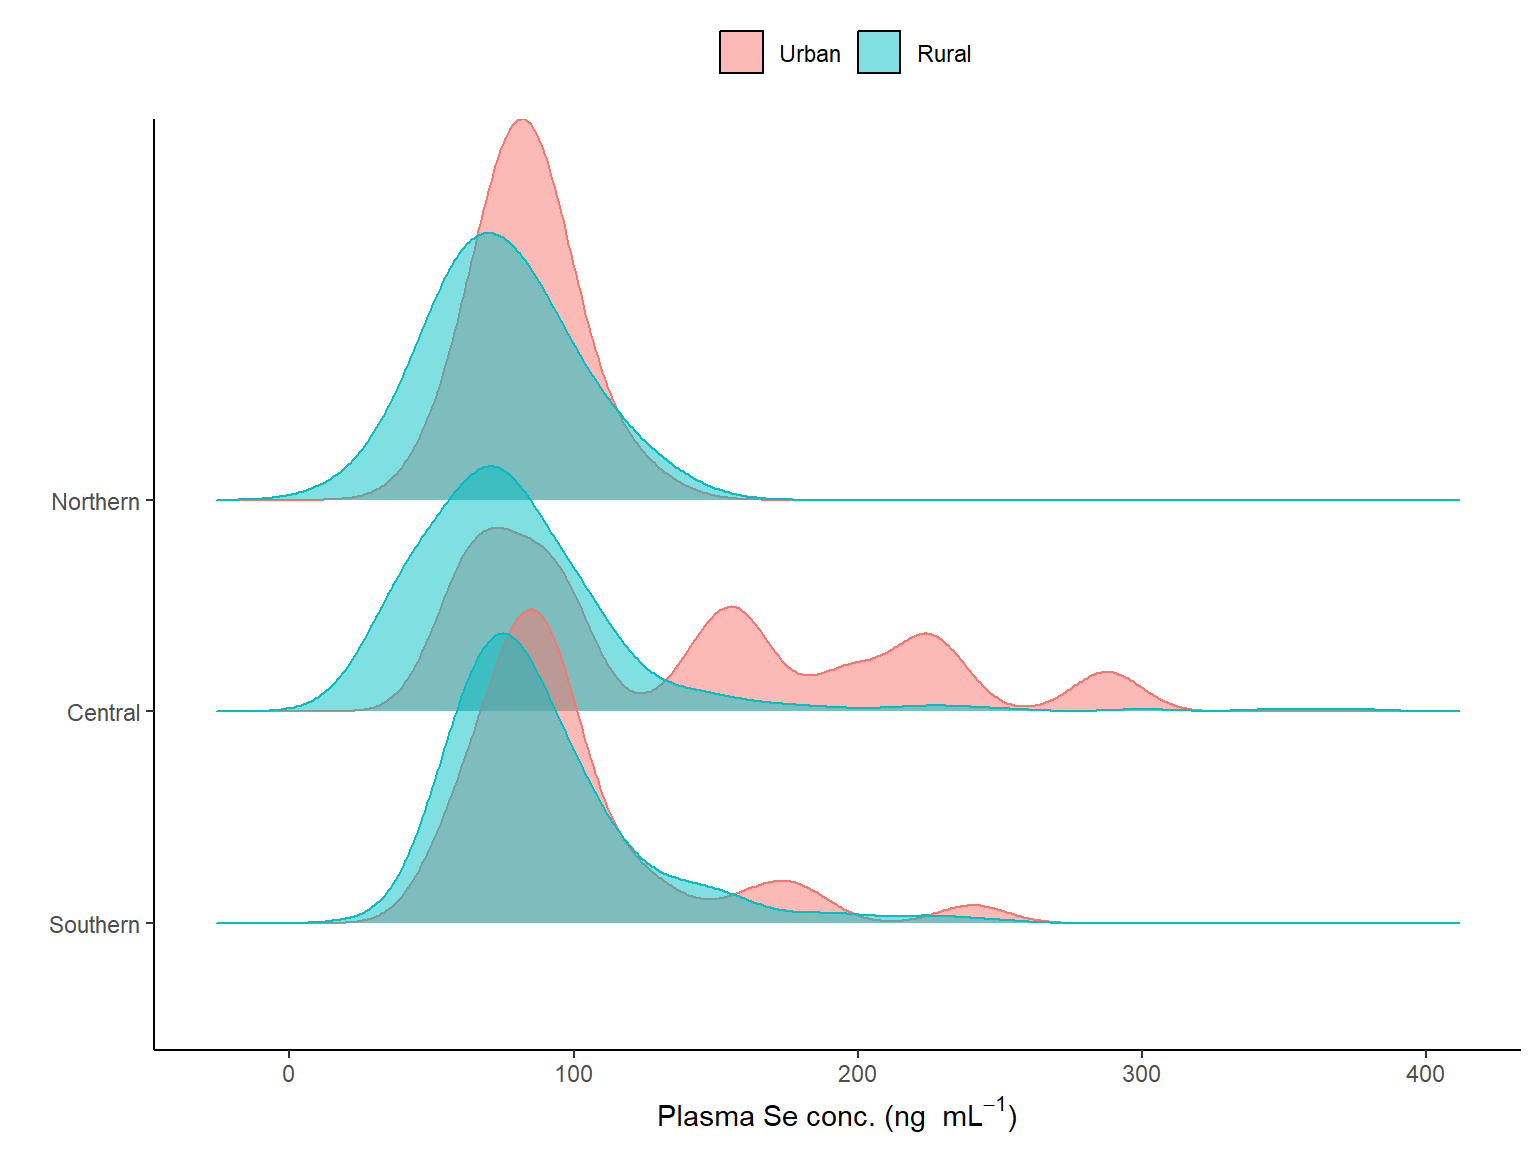 Urban Rural
Northern
Central
Southern
0 100 200 300 400
Plasma Se conc. (ng mL⁻¹)